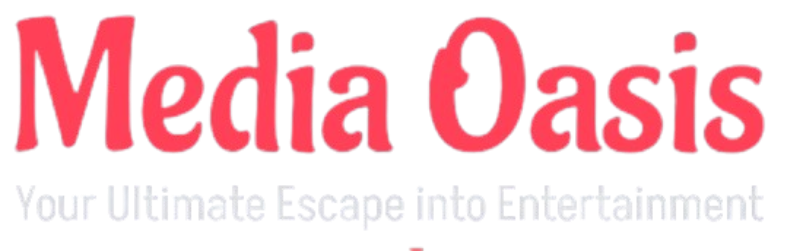 Media Oasis
Your Ultimate Escape into Entertainment